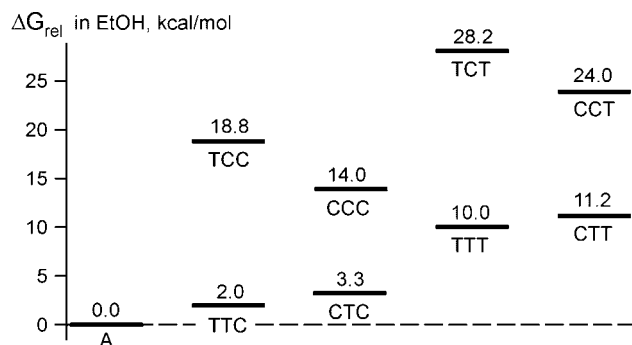 ΔG_rel in EtOH, kcal/mol
28.2
TCT
24.0
CCT
25
20
18.8
TCC
15
14.0
CCC
10
10.0
TTT
11.2
CTT
5
2.0
TTC
3.3
CTC
0
0.0
A